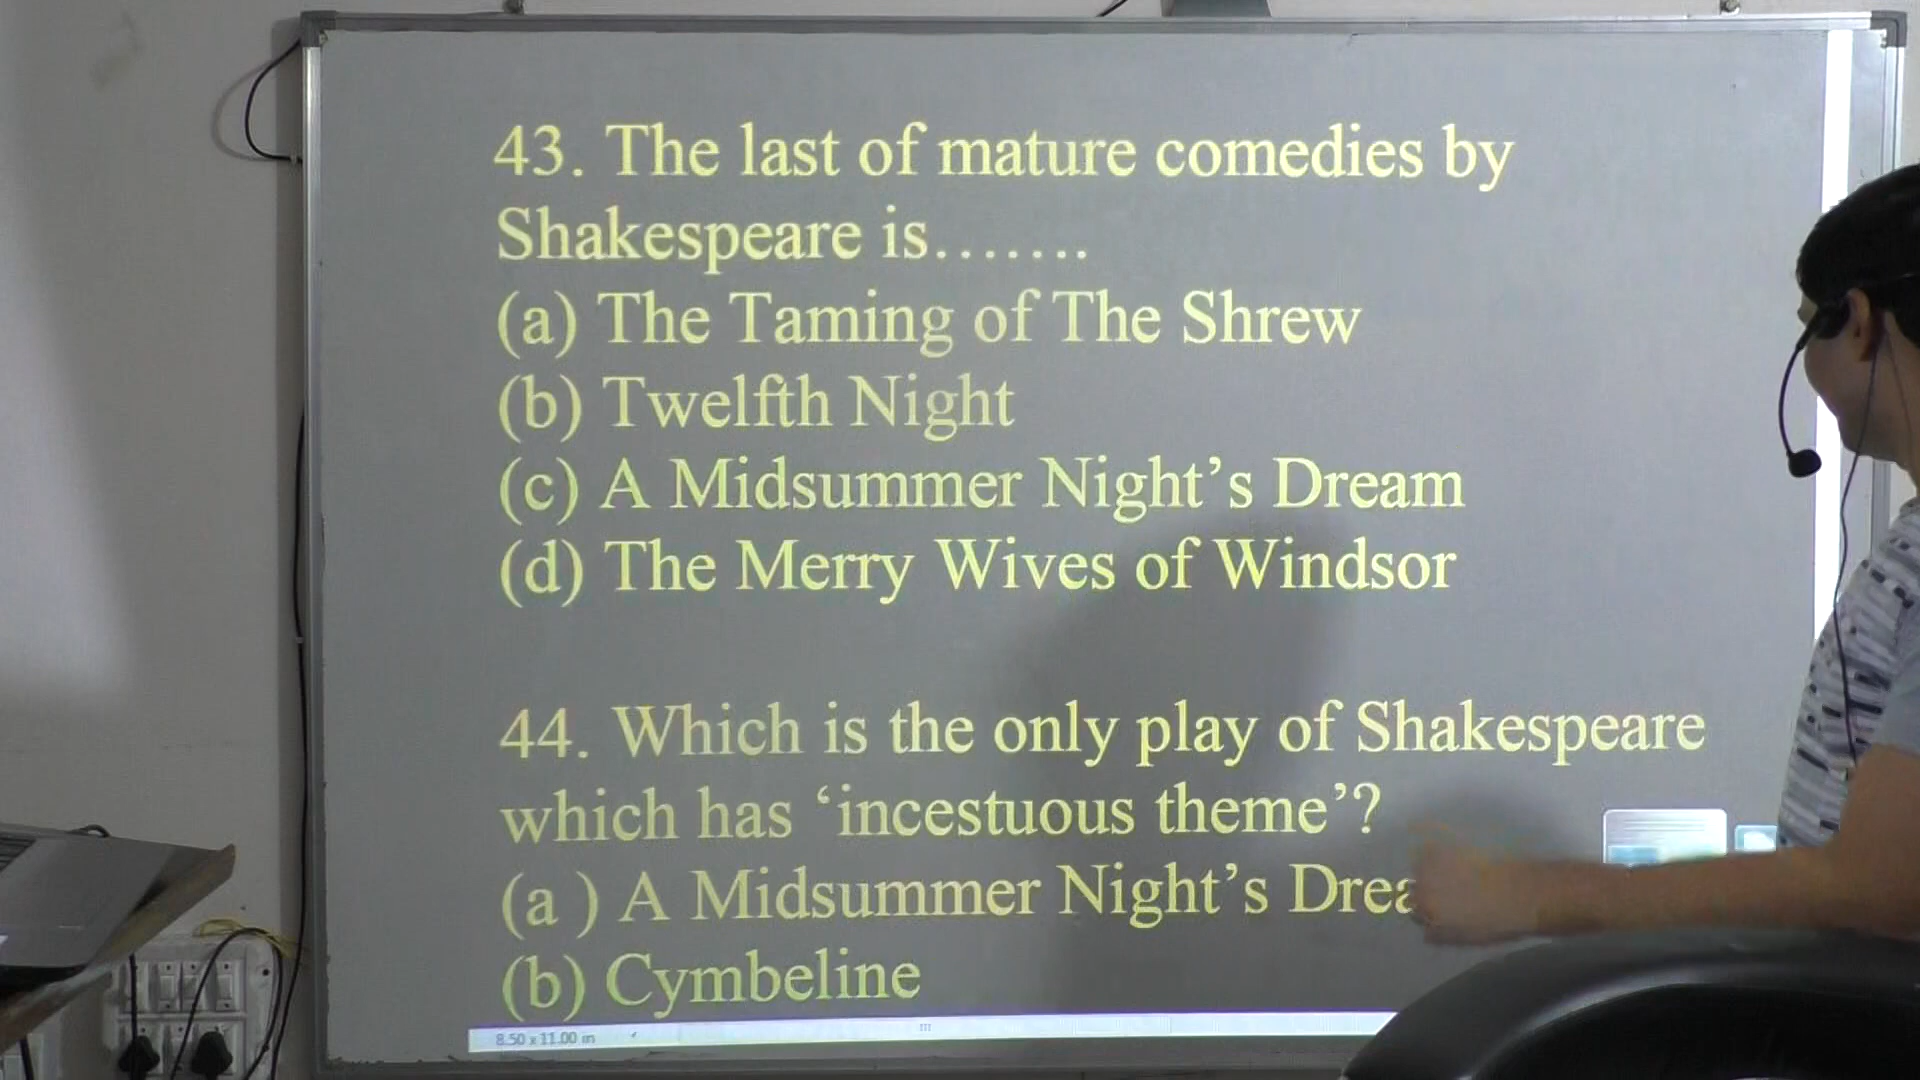 43. The last of mature comedies by
Shakespeare is.......
(a) The Taming of The Shrew
(b) Twelfth Night
(c) A Midsummer Night’s Dream
(d) The Merry Wives of Windsor
44. Which is the only play of Shakespeare
which has ‘incestuous theme’?
(a ) A Midsummer Night’s Drea
(b) Cymbeline
8.50 x 11.00 in